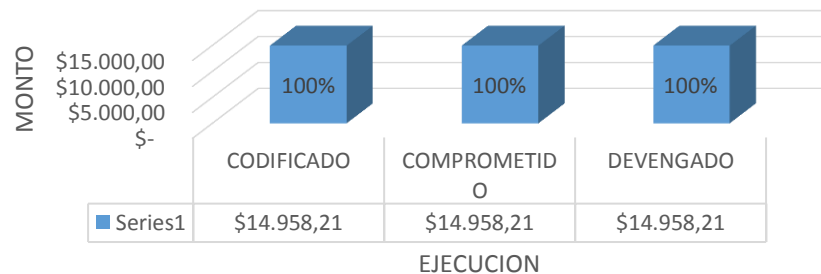 MONTO
$15.000,00
$10.000,00
$5.000,00
$-
100%
100%
100%
CODIFICADO
COMPROMETID
O
DEVENGADO
Series1
$14.958,21
$14.958,21
$14.958,21
EJECUCION